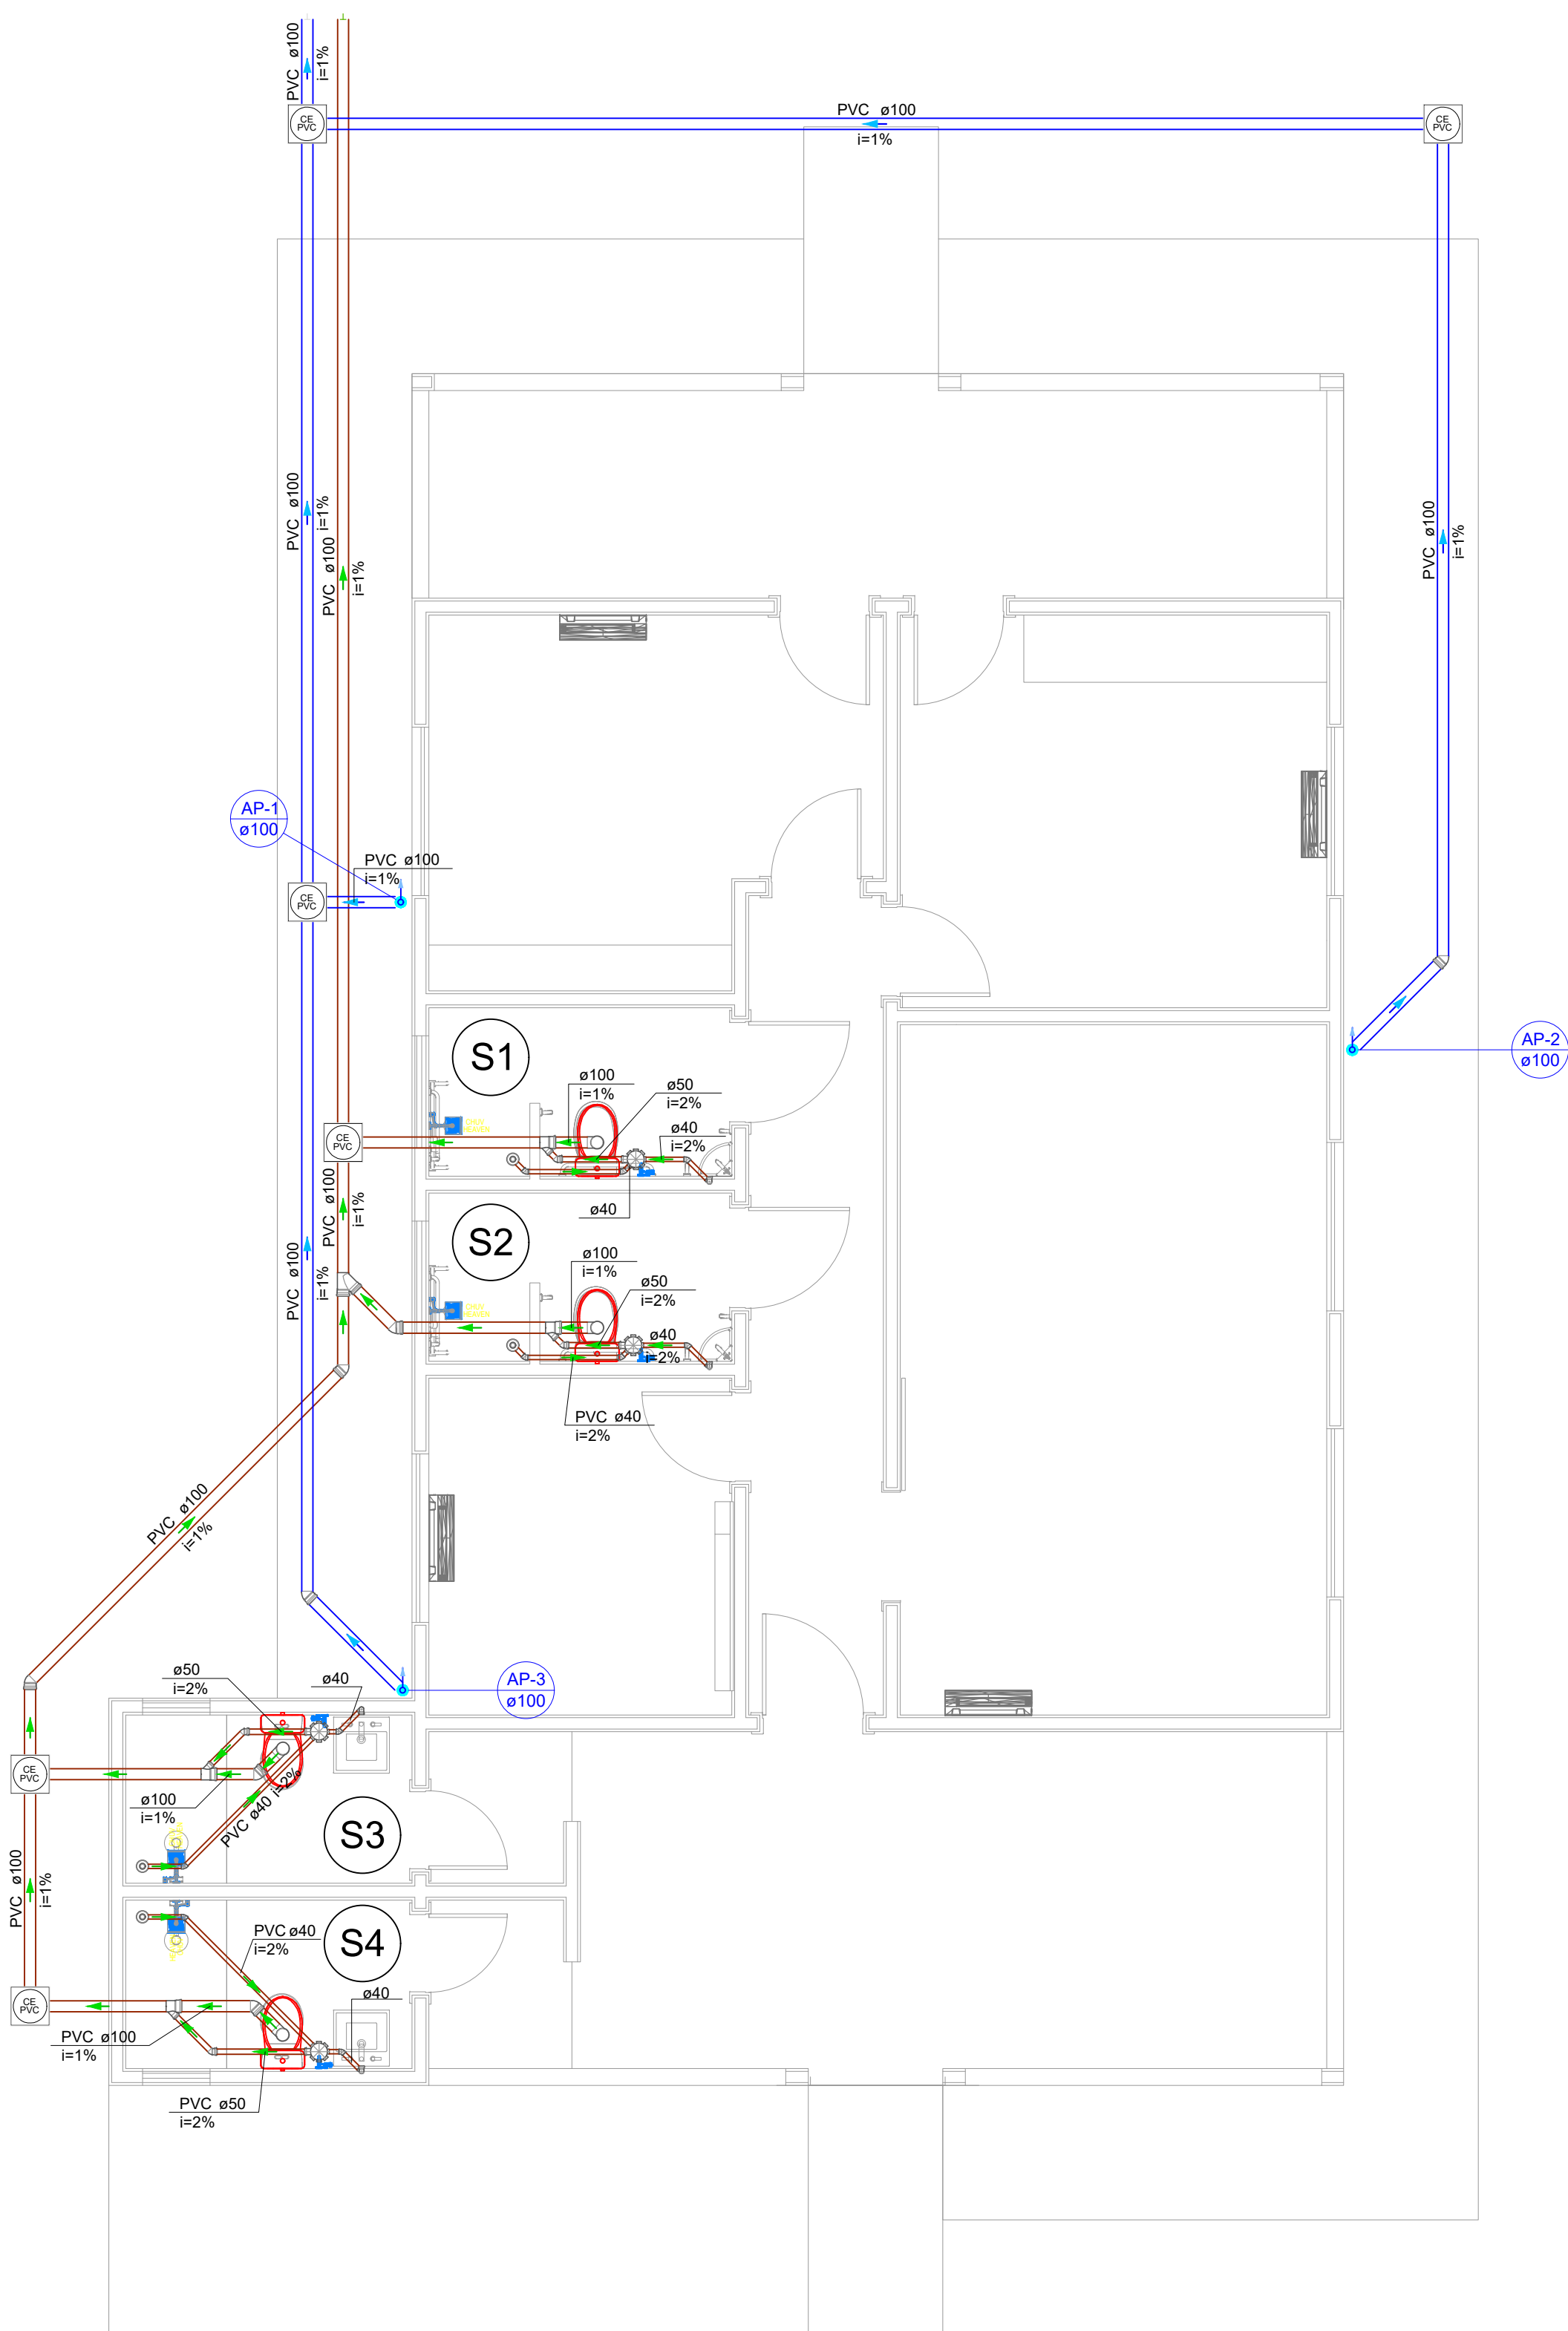 PVC ø100
i=1%
CE
PVC
PVC ø100
i=1%
CE
PVC
PVC ø100
i=1%
PVC ø100
i=1%
PVC ø100
i=1%
AP-1
ø100
PVC ø100
i=1%
CE
PVC
S1
ø100
i=1%
ø50
i=2%
ø40
i=2%
ø40
AP-2
ø100
CE
PVC
PVC ø100
i=1%
S2
ø100
i=1%
ø50
i=2%
ø40
i=2%
PVC ø40
i=2%
PVC ø100
i=1%
PVC ø100
i=1%
AP-3
ø100
ø50
i=2%
ø40
CE
PVC
ø100
i=1%
PVC ø40 i=2%
S3
PVC ø100
i=1%
S4
PVC ø40
i=2%
ø40
CE
PVC
PVC ø100
i=1%
PVC ø50
i=2%